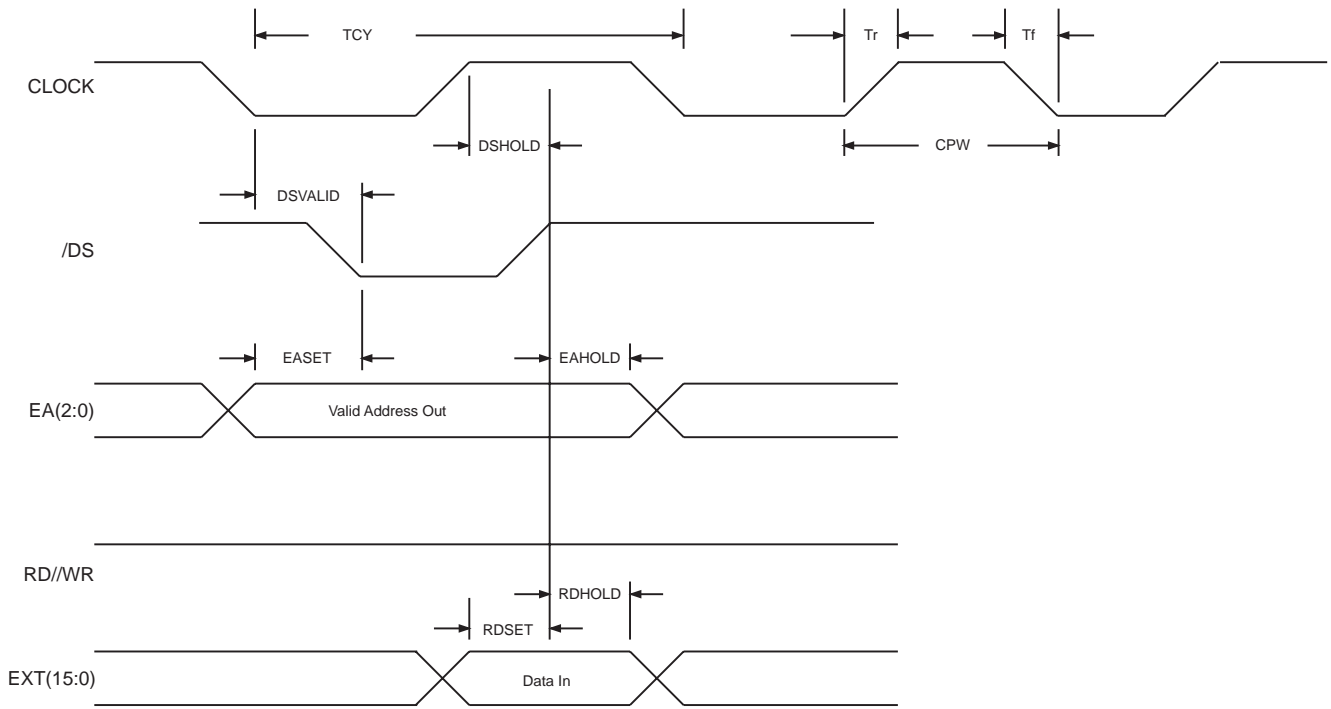 TCY
Tr
Tf
CLOCK
DSHOLD
CPW
DSVALID
/DS
EASET
EAHOLD
EA(2:0)
Valid Address Out
RD//WR
RDHOLD
RDSET
EXT(15:0)
Data In